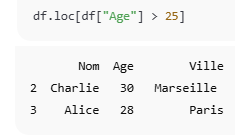 df.loc[df["Age"] > 25]
Nom Age Ville
2 Charlie 30 Marseille
3 Alice 28 Paris